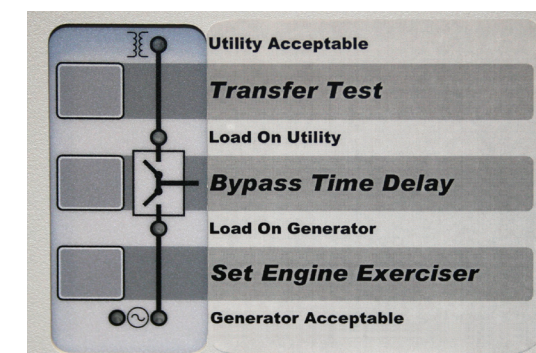 Utility Acceptable
Transfer Test
Load On Utility
Bypass Time Delay
Load On Generator
Set Engine Exerciser
Generator Acceptable